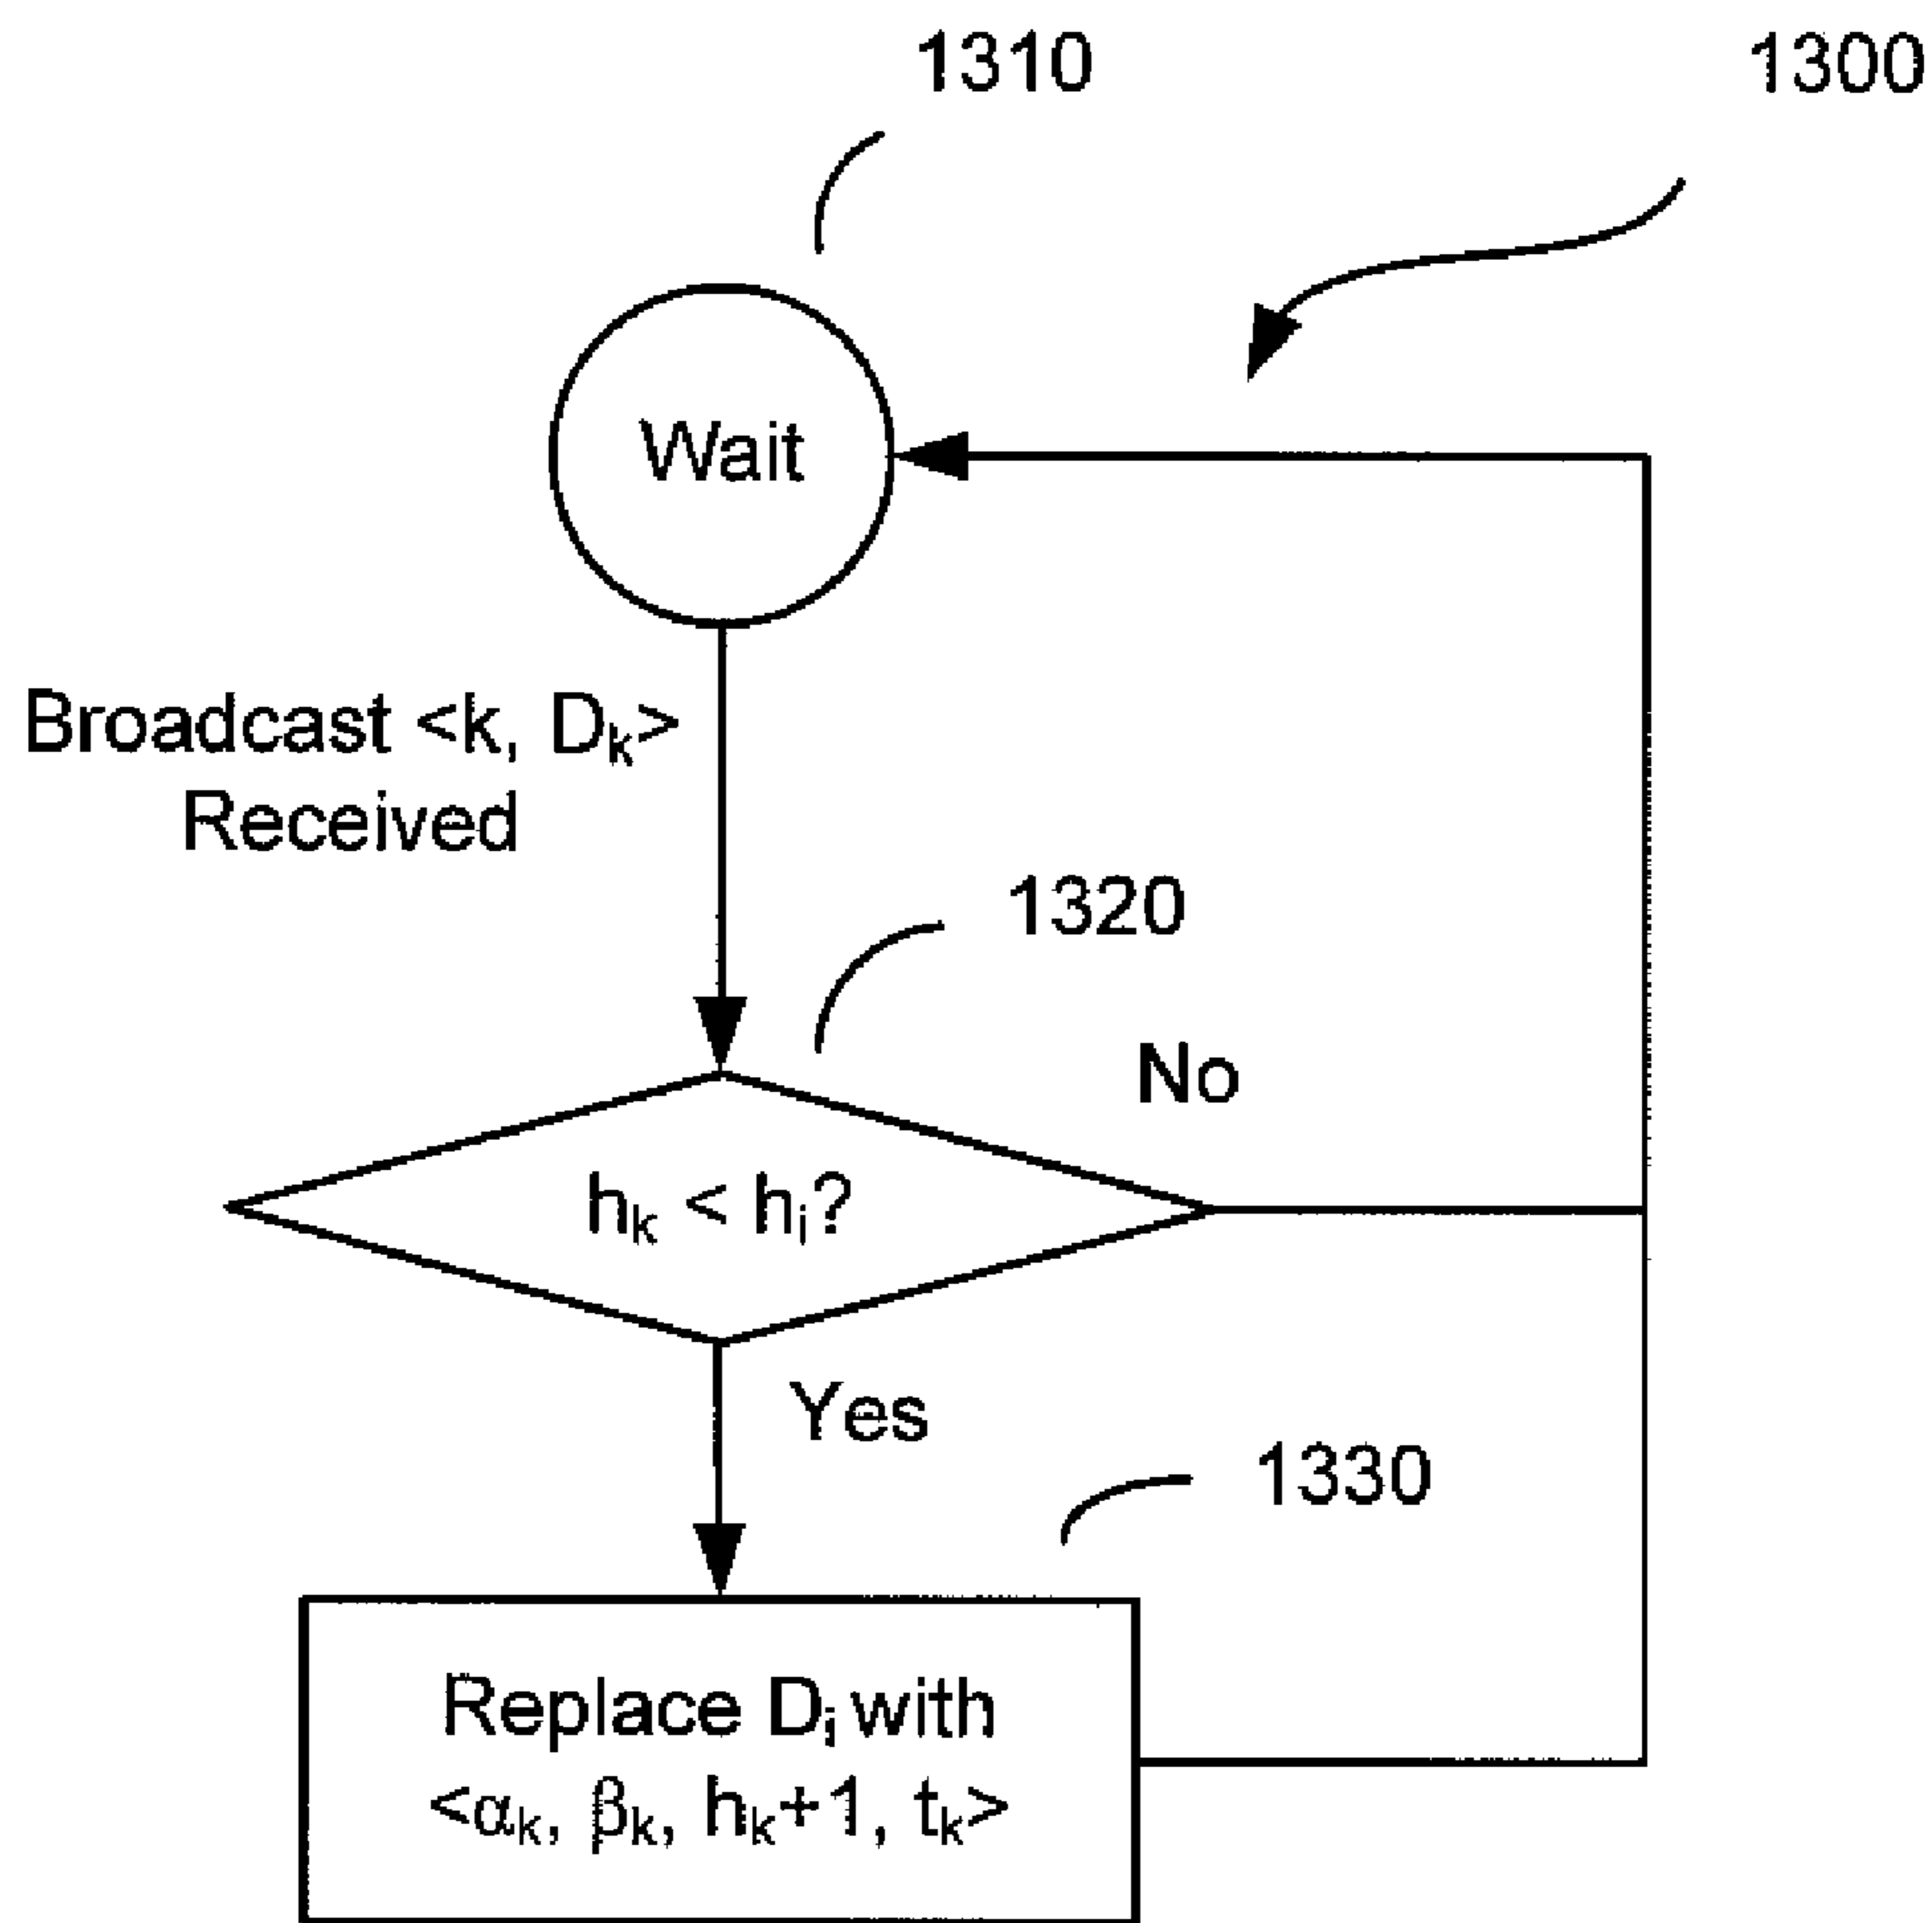 1310
1300
Wait
Broadcast <k, Dₖ>
Received
1320
No
hₖ < hᵢ?
Yes
1330
Replace Dᵢ with
<αₖ, βₖ, hₖ+1, tₖ>